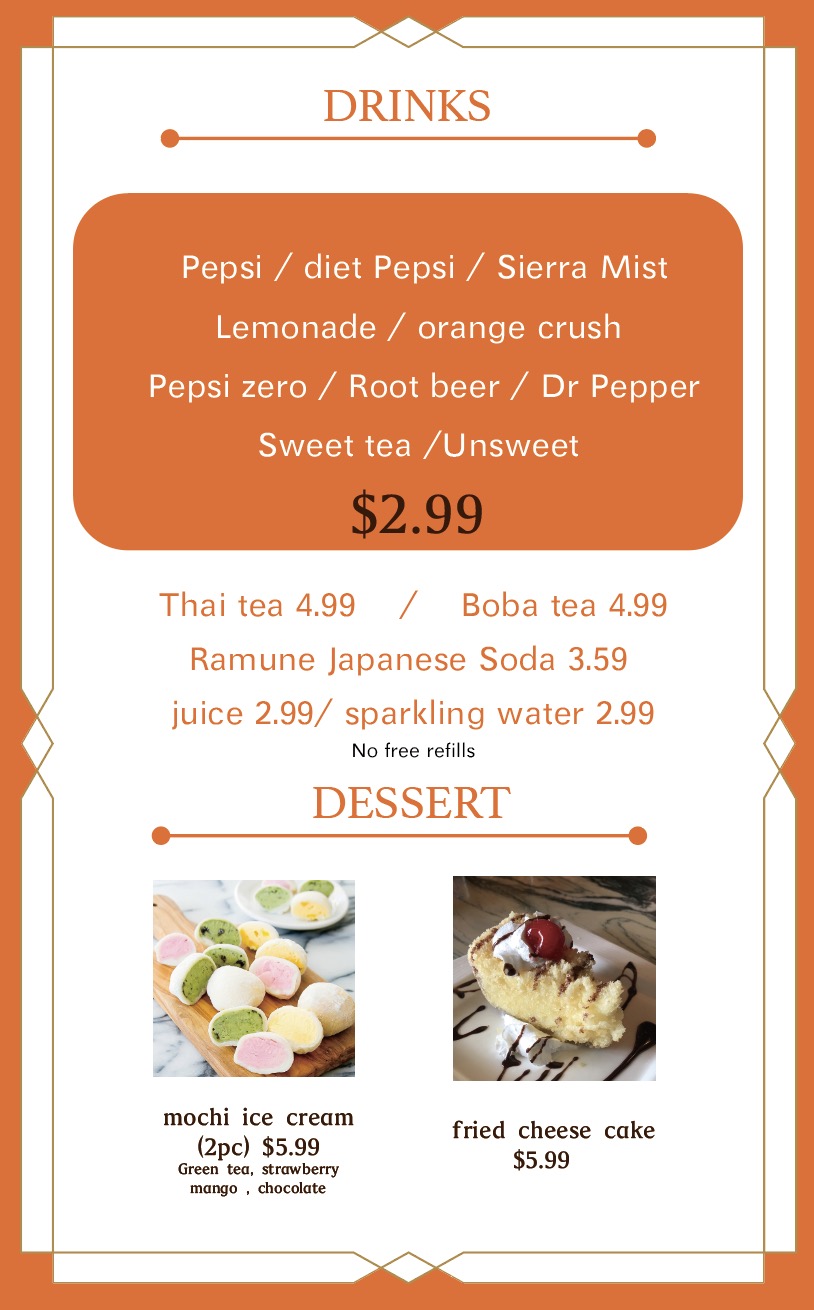 DRINKS
Pepsi / diet Pepsi / Sierra Mist
Lemonade / orange crush
Pepsi zero / Root beer / Dr Pepper
Sweet tea /Unsweet
$2.99
Thai tea 4.99 / Boba tea 4.99
Ramune Japanese Soda 3.59
juice 2.99/ sparkling water 2.99
No free refills
DESSERT
mochi ice cream
(2pc) $5.99
Green tea, strawberry
mango , chocolate
fried cheese cake
$5.99